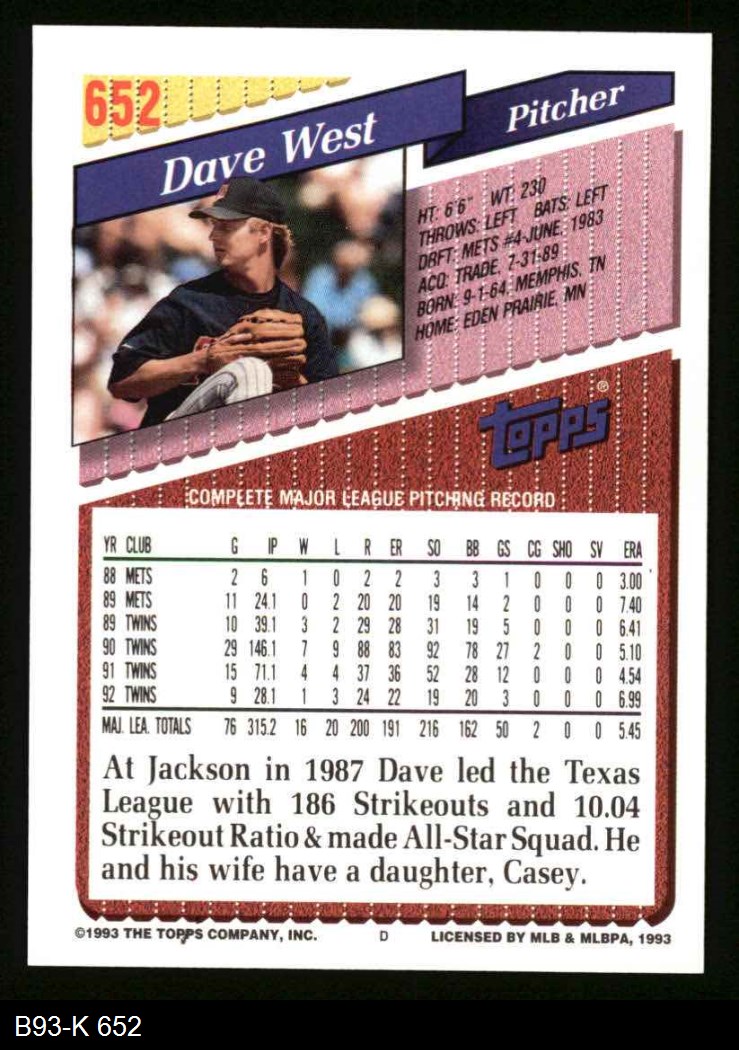 652
Dave West
Pitcher
HT: 6'6" WT: 230
THROWS: LEFT BATS: LEFT
DRFT: METS #4-JUNE, 1983
ACQ: TRADE, 7-31-89
BORN: 9-1-64, MEMPHIS, TN
HOME: EDEN PRAIRIE, MN
Topps®
COMPLETE MAJOR LEAGUE PITCHING RECORD
YR CLUB G IP W L R ER SO BB GS CG SHO SV ERA
88 METS 2 6 1 0 2 2 3 3 1 0 0 0 3.00
89 METS 11 24.1 0 2 20 20 19 14 2 0 0 0 7.40
89 TWINS 10 39.1 3 2 29 28 31 19 5 0 0 0 6.41
90 TWINS 29 146.1 7 9 88 83 92 78 27 2 0 0 5.10
91 TWINS 15 71.1 4 4 37 36 52 28 12 0 0 0 4.54
92 TWINS 9 28.1 1 3 24 22 19 20 3 0 0 0 6.99
MAJ. LEA. TOTALS 76 315.2 16 20 200 191 216 162 50 2 0 0 5.45
At Jackson in 1987 Dave led the Texas
League with 186 Strikeouts and 10.04
Strikeout Ratio & made All-Star Squad. He
and his wife have a daughter, Casey.
©1993 THE TOPPS COMPANY, INC. D LICENSED BY MLB & MLBPA, 1993
B93-K 652